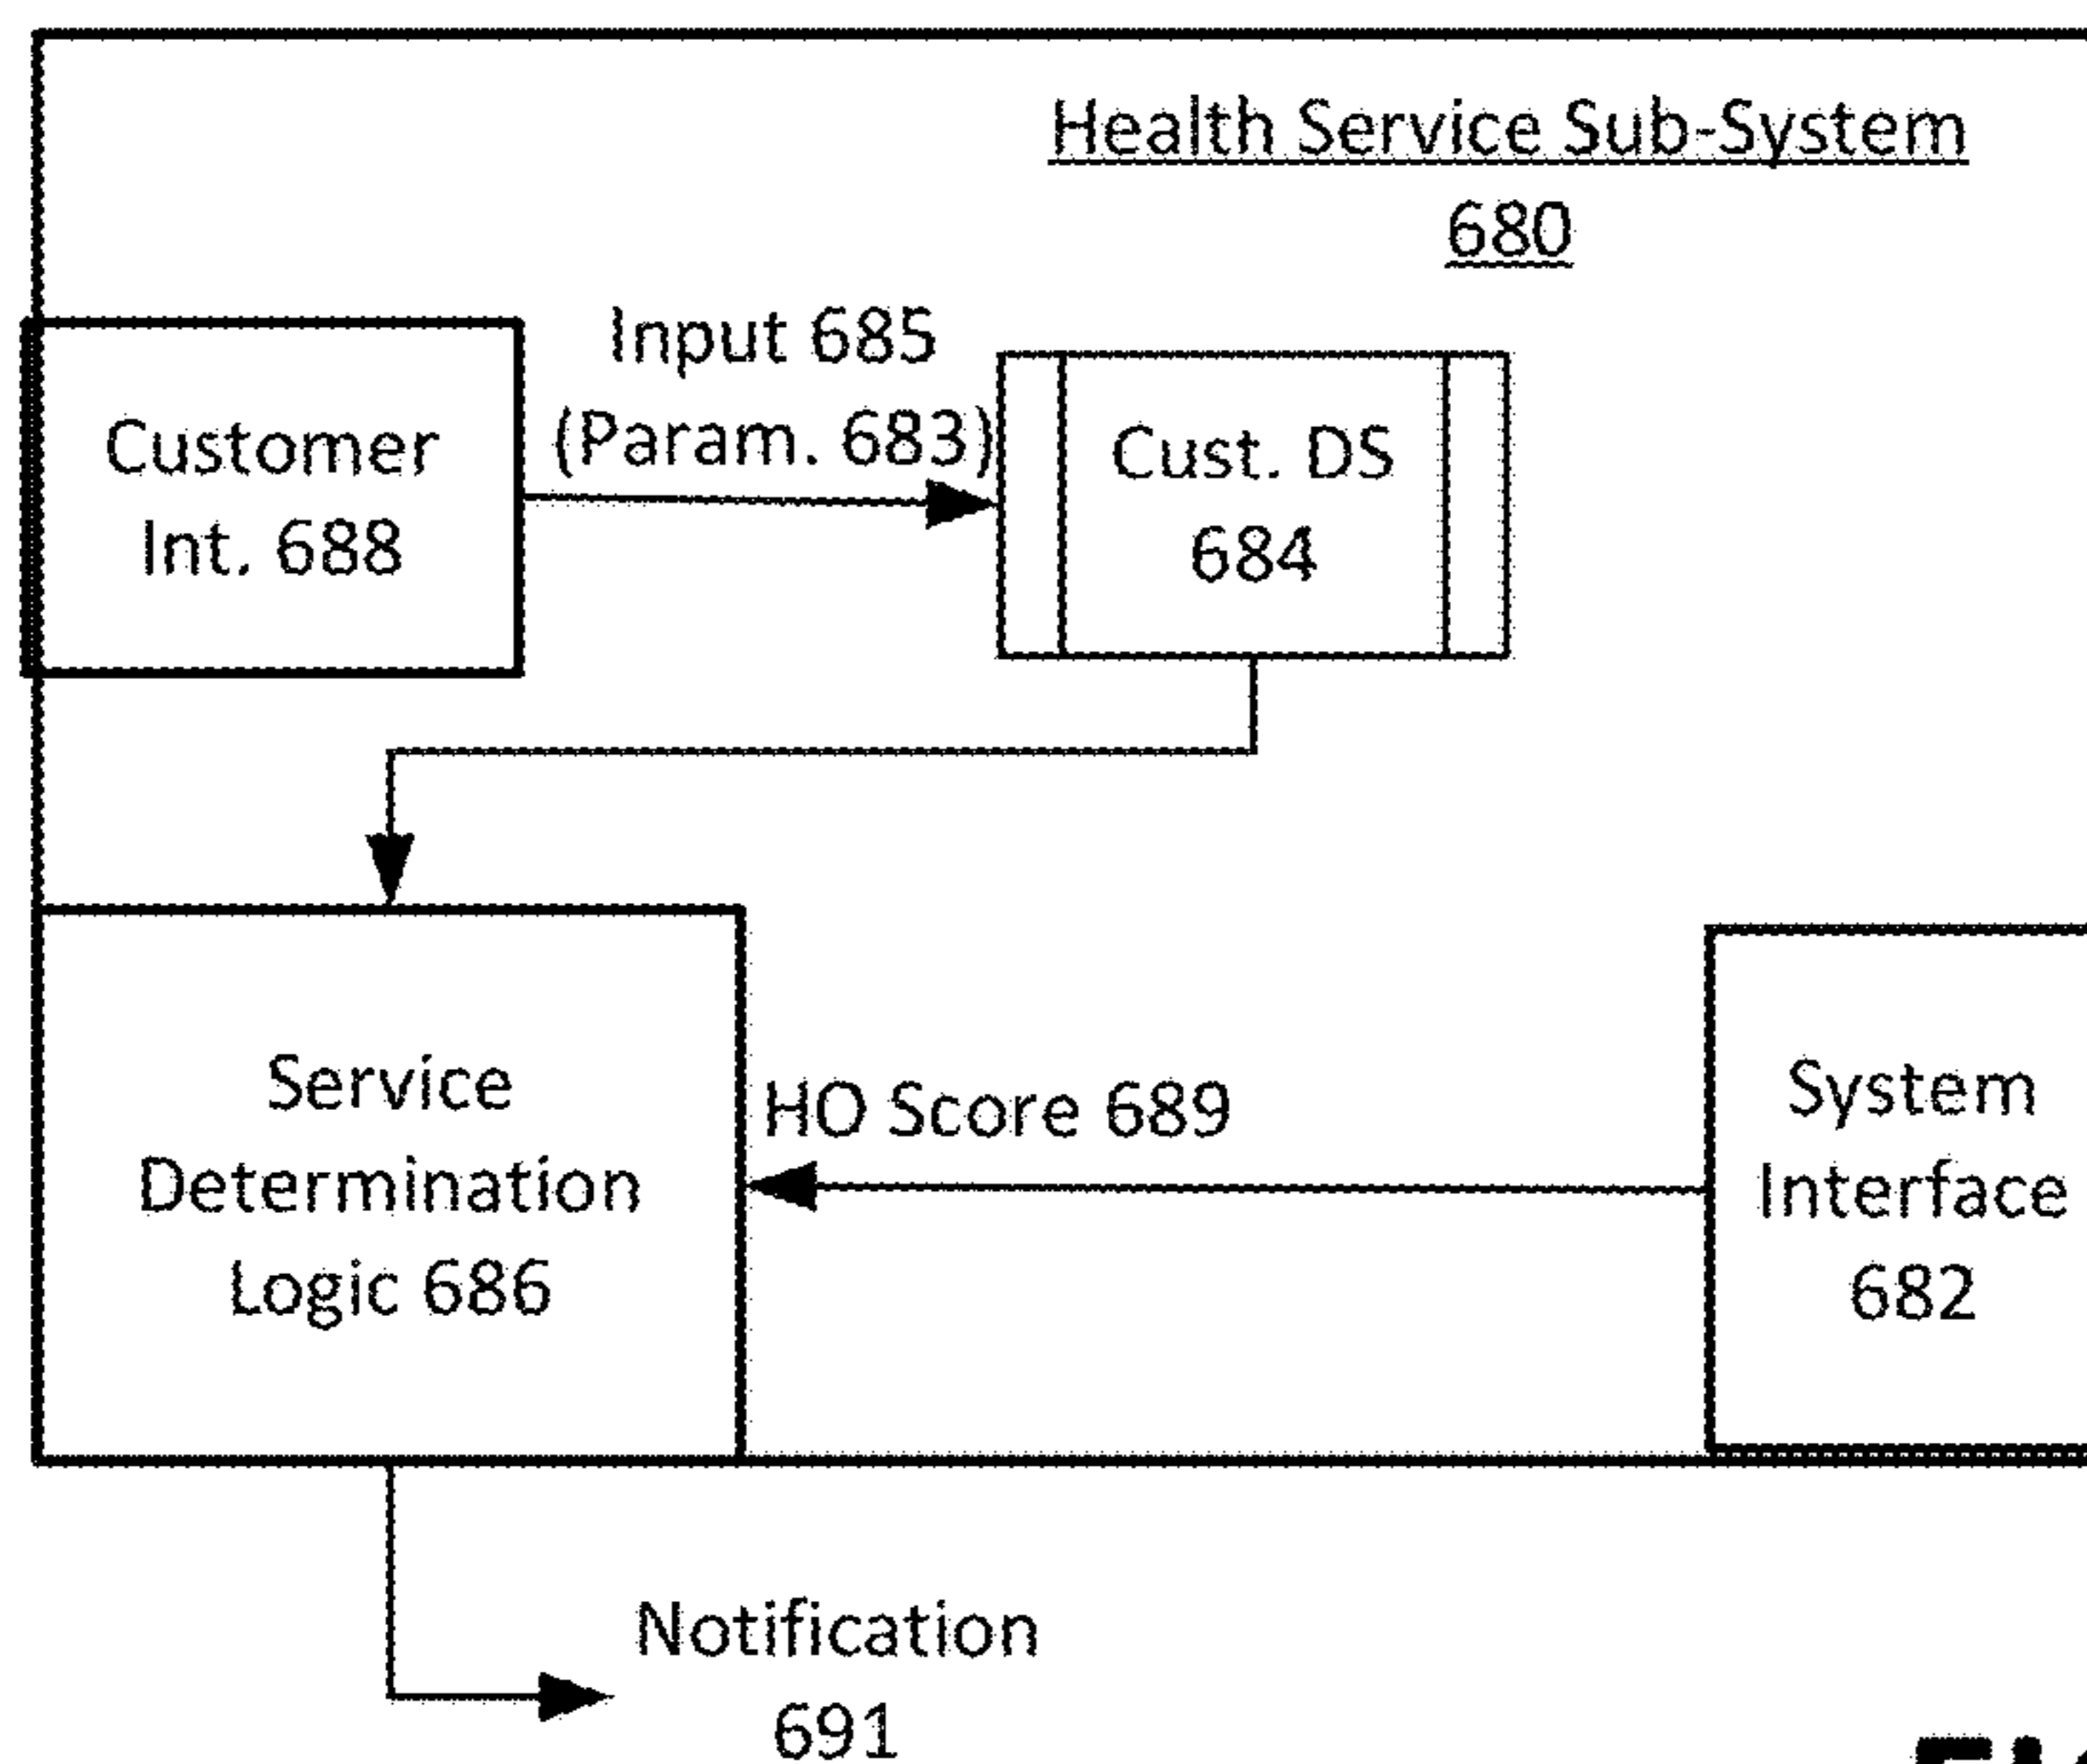 Health Service Sub-System
680
Input 685
(Param. 683)
Customer
Int. 688
Cust. DS
684
Service
Determination
Logic 686
HO Score 689
System
Interface
682
Notification
691